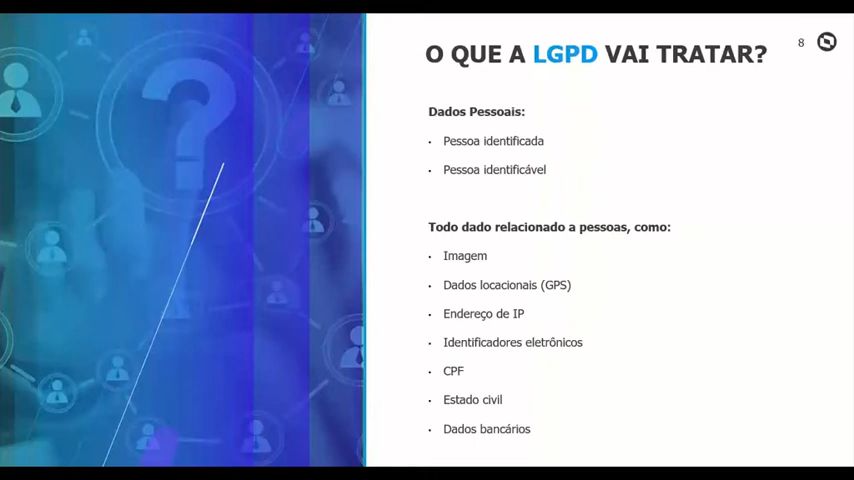 O QUE A LGPD VAI TRATAR?
8
Dados Pessoais:
• Pessoa identificada
• Pessoa identificável
Todo dado relacionado a pessoas, como:
• Imagem
• Dados locacionais (GPS)
• Endereço de IP
• Identificadores eletrônicos
• CPF
• Estado civil
• Dados bancários